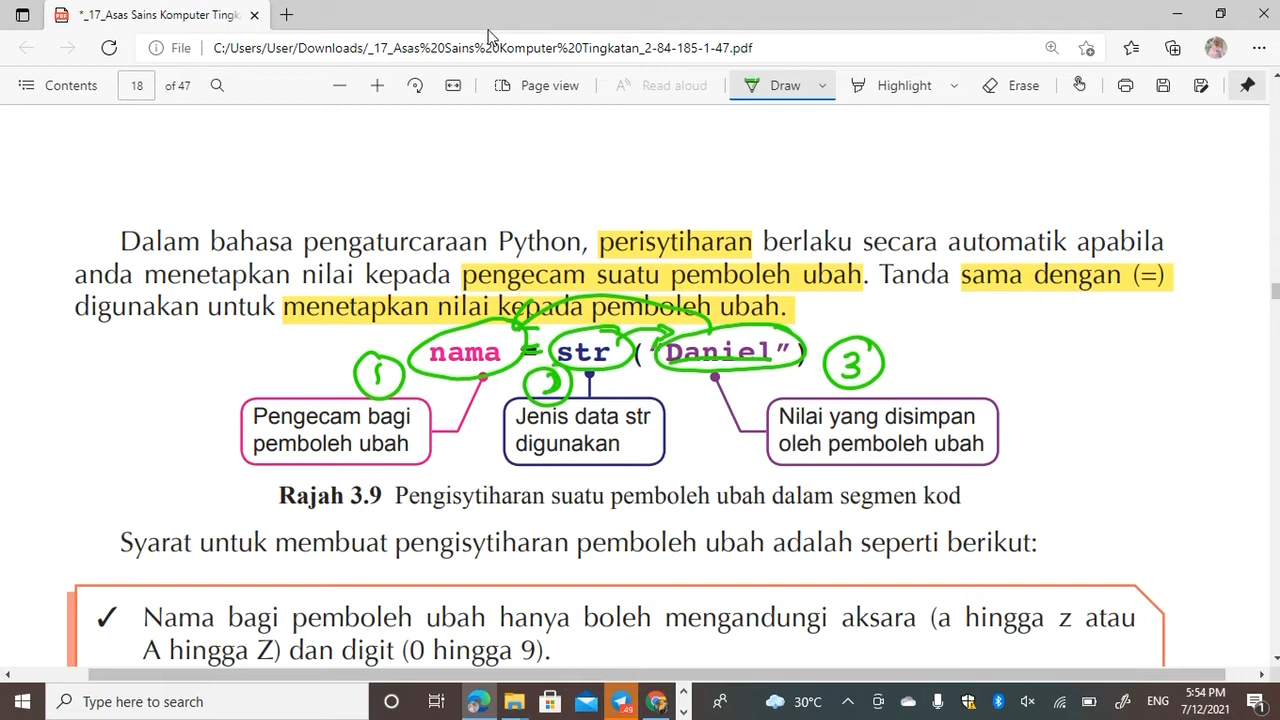 *_17_Asas Sains Komputer Tingk
File
C:/Users/User/Downloads/_17_Asas%20Sains%20Komputer%20Tingkatan_2-84-185-1-47.pdf
Contents
18
of 47
Page view
Read aloud
Draw
Highlight
Erase
Dalam bahasa pengaturcaraan Python, perisytiharan berlaku secara automatik apabila
anda menetapkan nilai kepada pengecam suatu pemboleh ubah. Tanda sama dengan (=)
digunakan untuk menetapkan nilai kepada pemboleh ubah.
nama = str ("Daniel")
1
2
3
Pengecam bagi
pemboleh ubah
Jenis data str
digunakan
Nilai yang disimpan
oleh pemboleh ubah
Rajah 3.9 Pengisytiharan suatu pemboleh ubah dalam segmen kod
Syarat untuk membuat pengisytiharan pemboleh ubah adalah seperti berikut:
✓ Nama bagi pemboleh ubah hanya boleh mengandungi aksara (a hingga z atau
A hingga Z) dan digit (0 hingga 9).
Type here to search
30°C
ENG
5:54 PM
7/12/2021